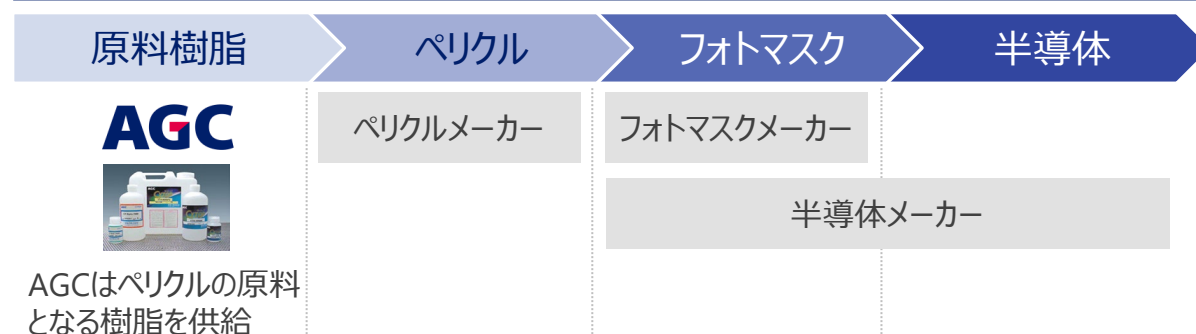 原料樹脂
ペリクル
フォトマスク
半導体
AGC
ペリクルメーカー
フォトマスクメーカー
半導体メーカー
AGCはペリクルの原料
となる樹脂を供給